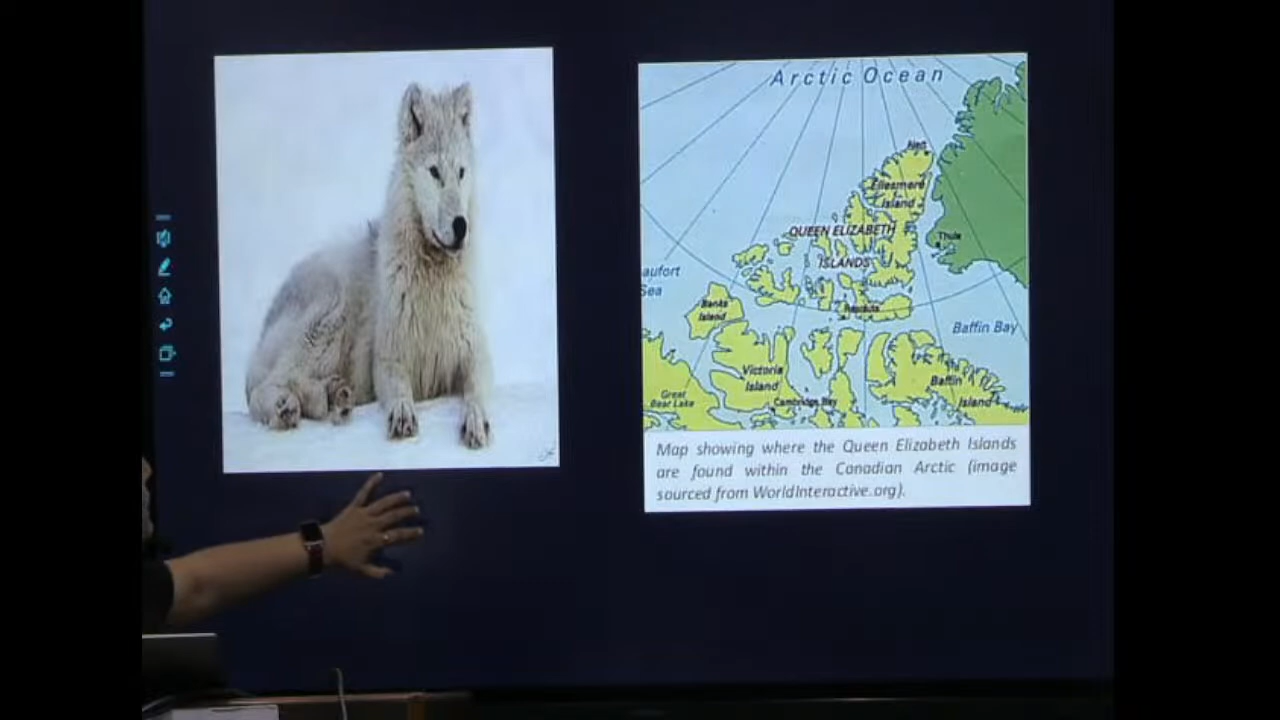 Arctic Ocean
Ellesmere
Island
QUEEN ELIZABETH
Thule
ISLANDS
aufort
Sea
Banks
Island
Resolute
Baffin Bay
Victoria
Island
Baffin
Island
Great
Bear Lake
Cambridge Bay
Map showing where the Queen Elizabeth Islands
are found within the Canadian Arctic (image
sourced from WorldInteractive.org).